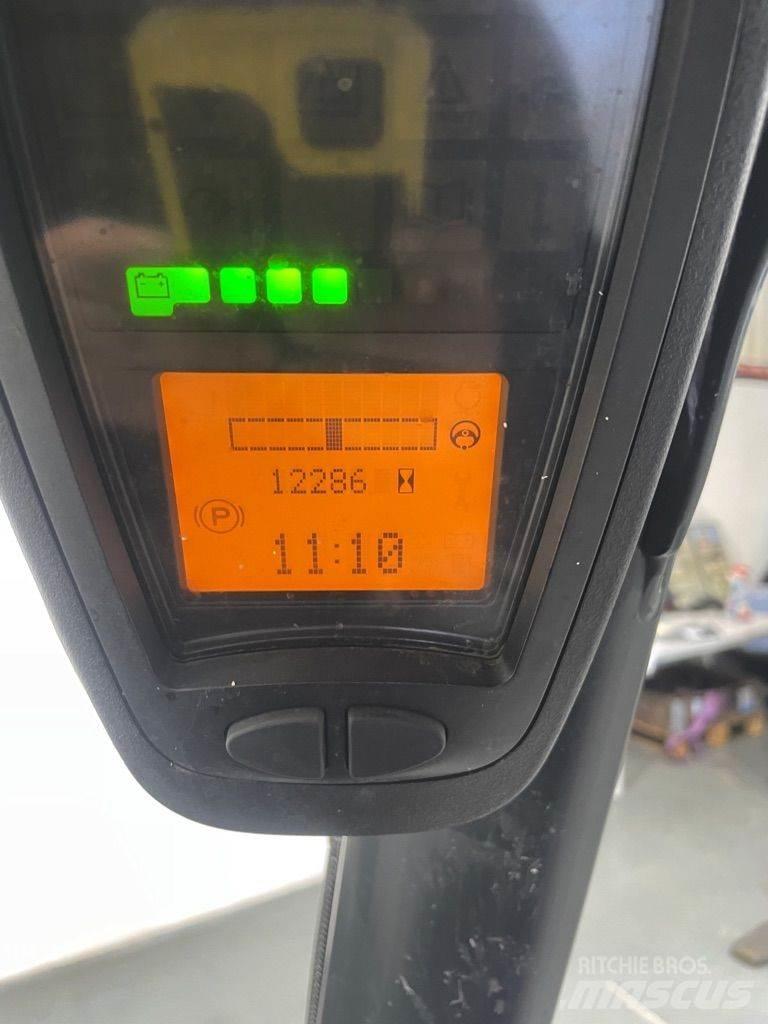 12286
P
11:10
RITCHIE BROS.
MASCUS